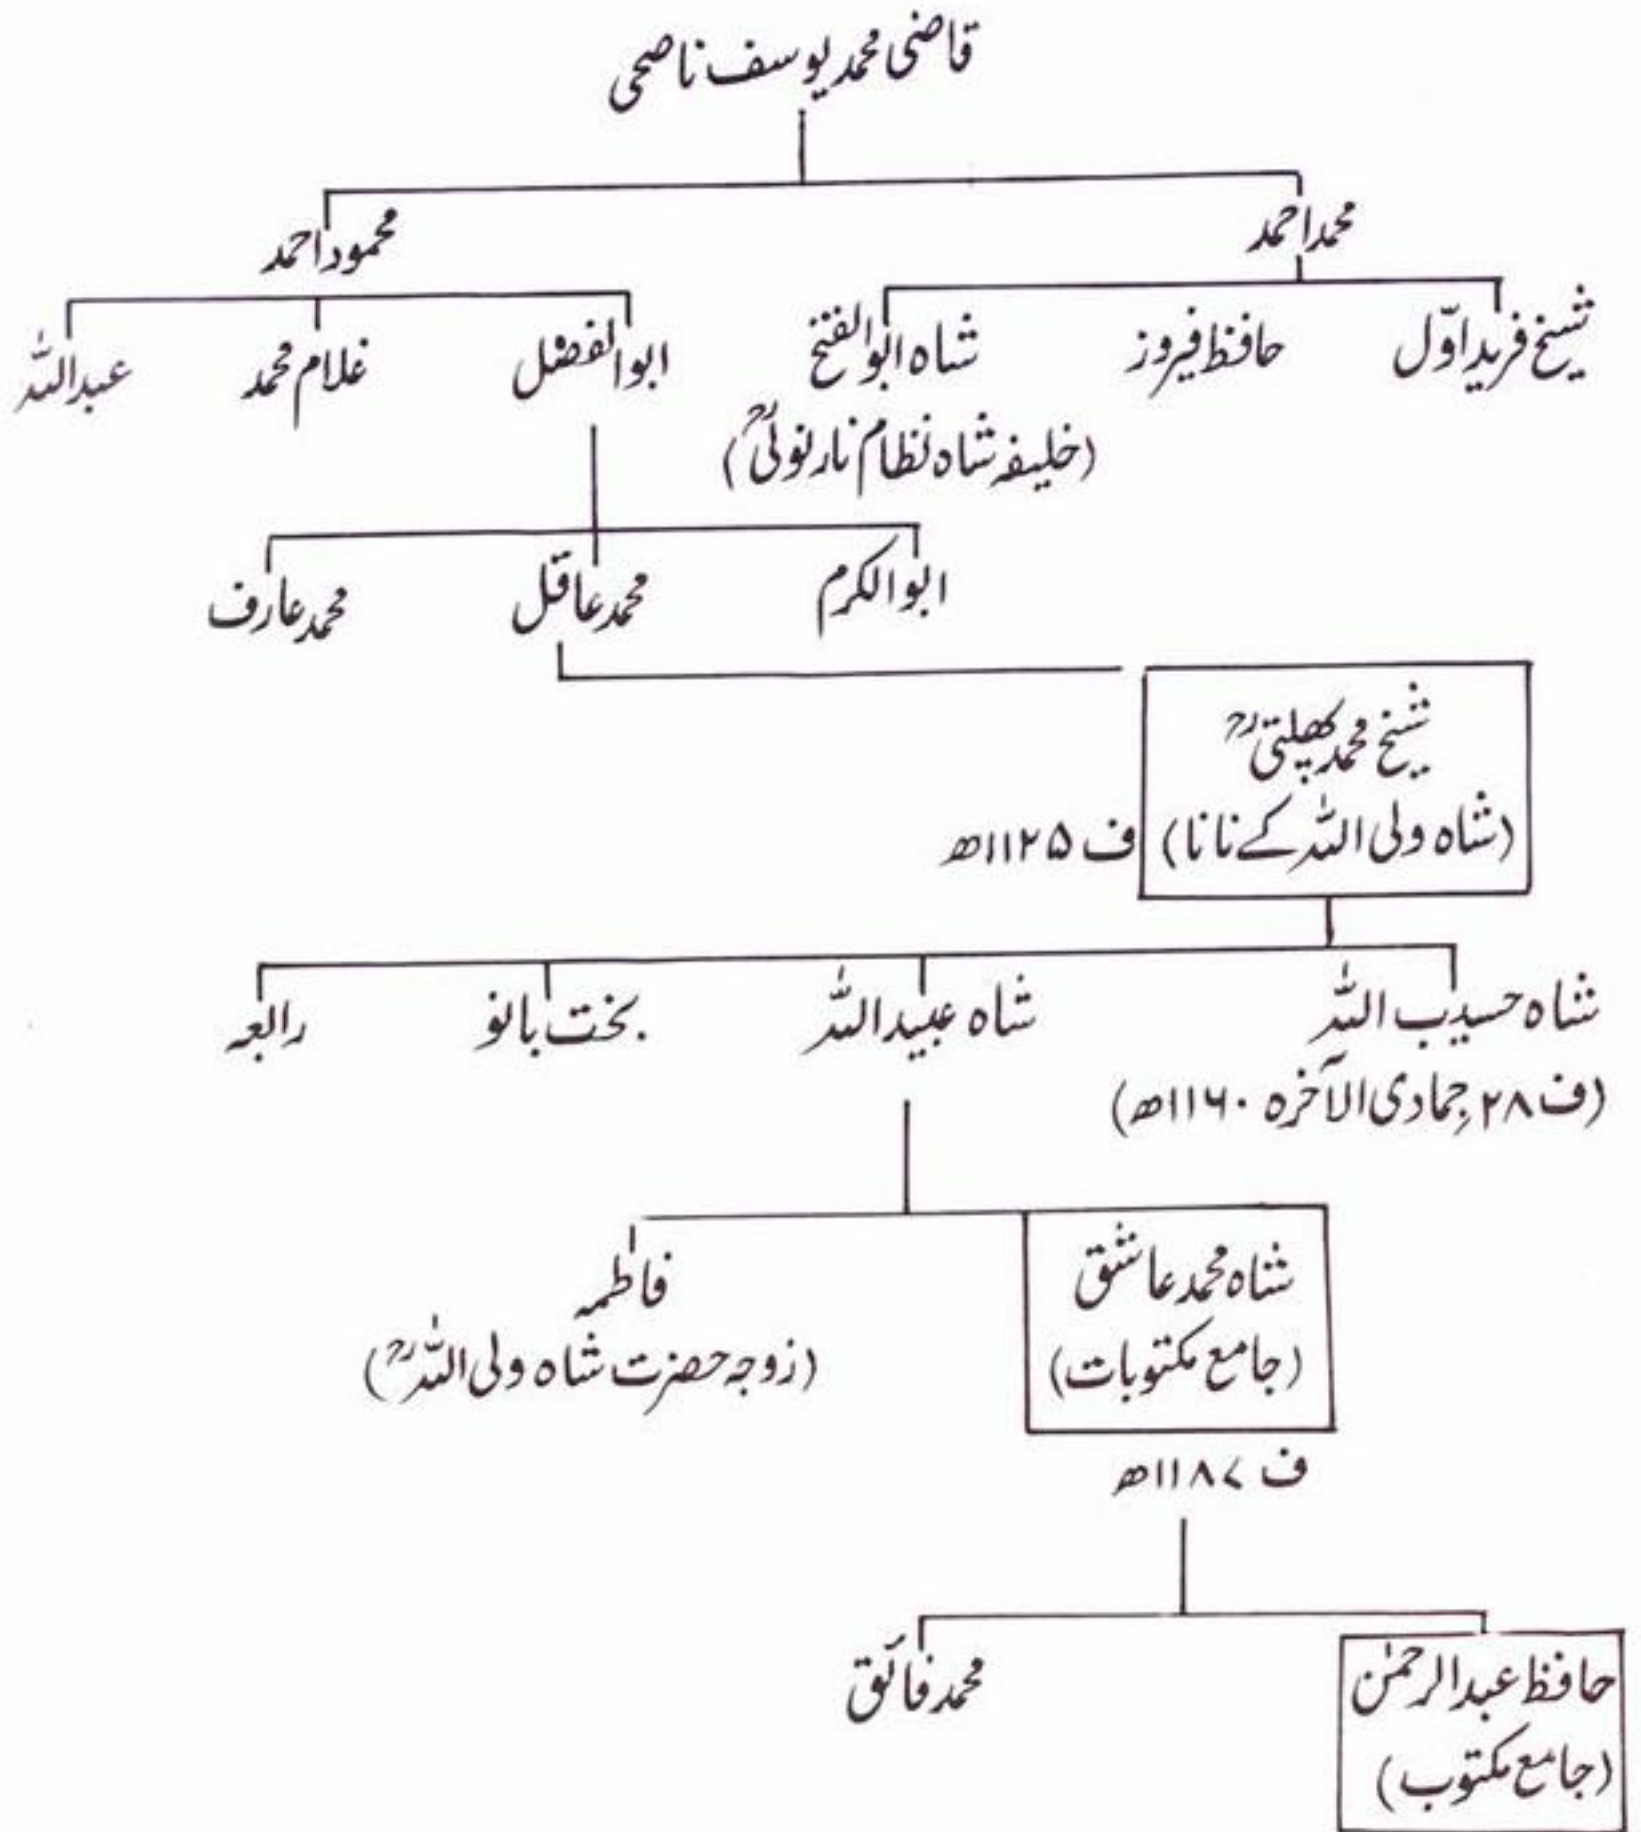 قاضی محمد یوسف ناصحی
محمد احمد
محمود احمد
شیخ فرید اوّل
حافظ فیروز
شاہ ابوالفتح
(خلیفہ شاہ نظام نارنولیؒ)
ابوالفضل
غلام محمد
عبداللہ
ابوالکرم
محمد عاقل
محمد عارف
شیخ محمد پھلتیؒ
(شاہ ولی اللہ کے نانا) ف ۱۱۲۵ھ
شاہ حسیب اللہ
(ف ۲۸ جمادی الآخرہ ۱۱۶۰ھ)
شاہ عبیداللہ
بخت بانو
رابعہ
شاہ محمد عاشق
(جامع مکتوبات)
ف ۱۱۸۷ھ
فاطمہ
(زوجہ حضرت شاہ ولی اللہؒ)
حافظ عبدالرحمٰن
(جامع مکتوب)
محمد فائق